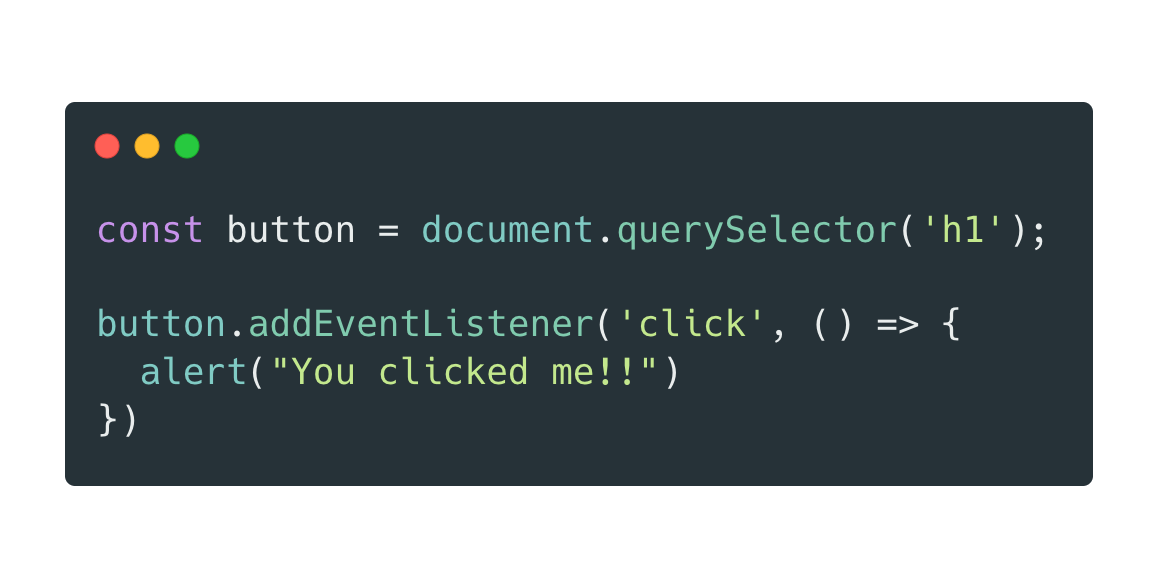 const button = document.querySelector('h1');
button.addEventListener('click', () => {
  alert("You clicked me!!")
})